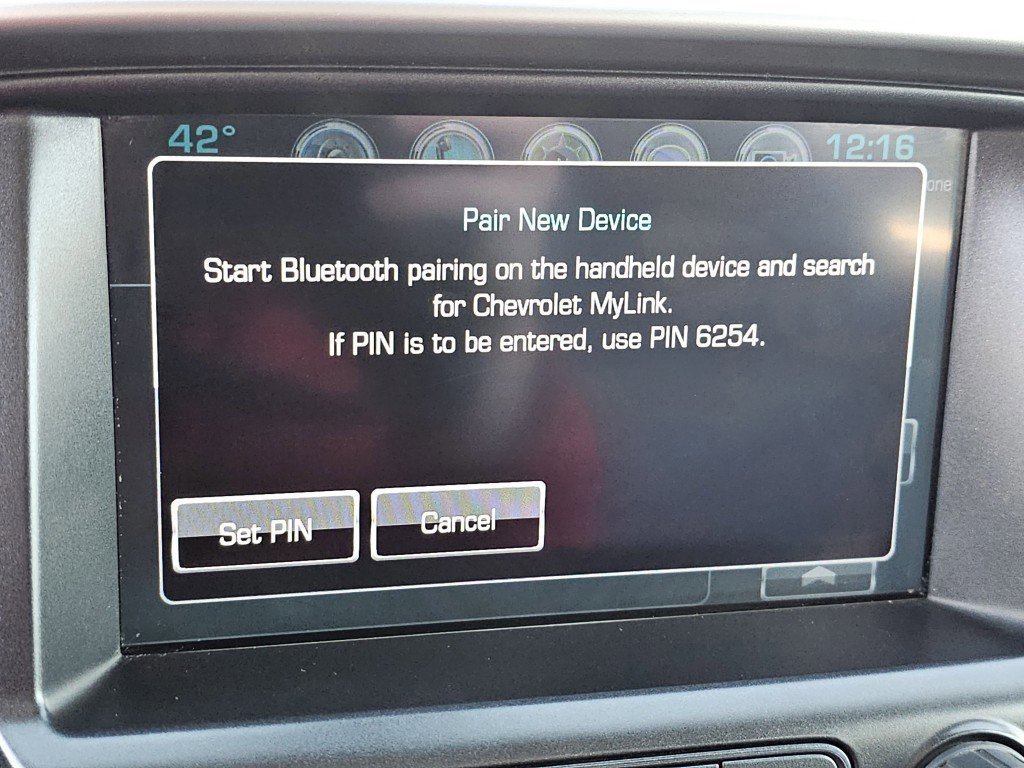 42° 12:16
one
Pair New Device
Start Bluetooth pairing on the handheld device and search
for Chevrolet MyLink.
If PIN is to be entered, use PIN 6254.
Set PIN Cancel